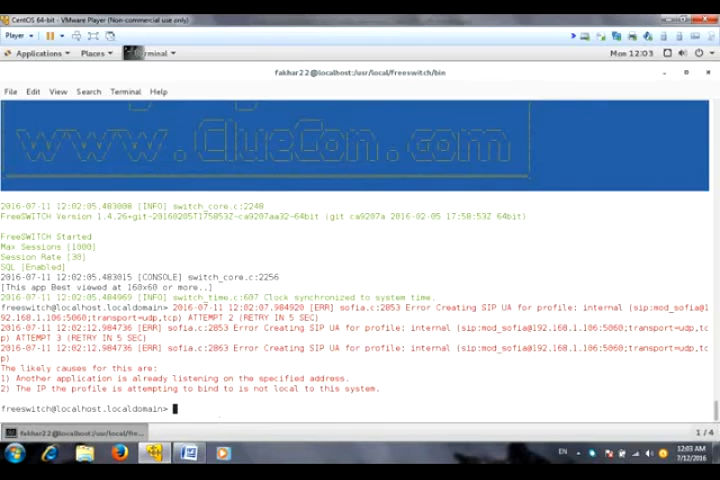 CentOS 64-bit - VMware Player (Non-commercial use only)
Player
Applications Places Terminal Mon 12:03
fakhar22@localhost:/usr/local/freeswitch/bin
File Edit View Search Terminal Help
www.ClueCon.com
2016-07-11 12:02:05.483008 [INFO] switch_core.c:2248
FreeSWITCH Version 1.4.26+git~20160205T175853Z~ca9207aa32~64bit (git ca9207a 2016-02-05 17:58:53Z 64bit)
FreeSWITCH Started
Max Sessions [1000]
Session Rate [30]
SQL [Enabled]
2016-07-11 12:02:05.483015 [CONSOLE] switch_core.c:2256
[This app Best viewed at 160x60 or more..]
2016-07-11 12:02:05.484969 [INFO] switch_time.c:607 Clock synchronized to system time.
freeswitch@localhost.localdomain> 2016-07-11 12:02:07.984920 [ERR] sofia.c:2853 Error Creating SIP UA for profile: internal (sip:mod_sofia@1
92.168.1.106:5060;transport=udp,tcp) ATTEMPT 2 (RETRY IN 5 SEC)
2016-07-11 12:02:12.984736 [ERR] sofia.c:2853 Error Creating SIP UA for profile: internal (sip:mod_sofia@192.168.1.106:5060;transport=udp,tc
p) ATTEMPT 3 (RETRY IN 5 SEC)
2016-07-11 12:02:12.984736 [ERR] sofia.c:2863 Error Creating SIP UA for profile: internal (sip:mod_sofia@192.168.1.106:5060;transport=udp,tc
p)
The likely causes for this are:
1) Another application is already listening on the specified address.
2) The IP the profile is attempting to bind to is not local to this system.
freeswitch@localhost.localdomain>
fakhar22@localhost:/usr/local/fre... 1 / 4
EN 12:03 AM
7/12/2016